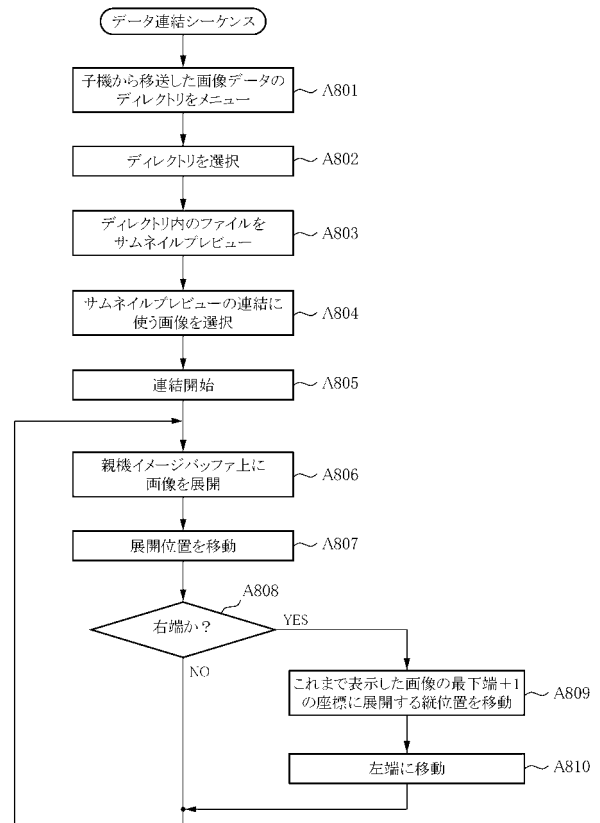 データ連結シーケンス
子機から移送した画像データの
ディレクトリをメニュー
A801
ディレクトリを選択
A802
ディレクトリ内のファイルを
サムネイルプレビュー
A803
サムネイルプレビューの連結に
使う画像を選択
A804
連結開始
A805
親機イメージバッファ上に
画像を展開
A806
展開位置を移動
A807
A808
右端か?
YES
NO
これまで表示した画像の最下端+1
の座標に展開する縦位置を移動
A809
左端に移動
A810